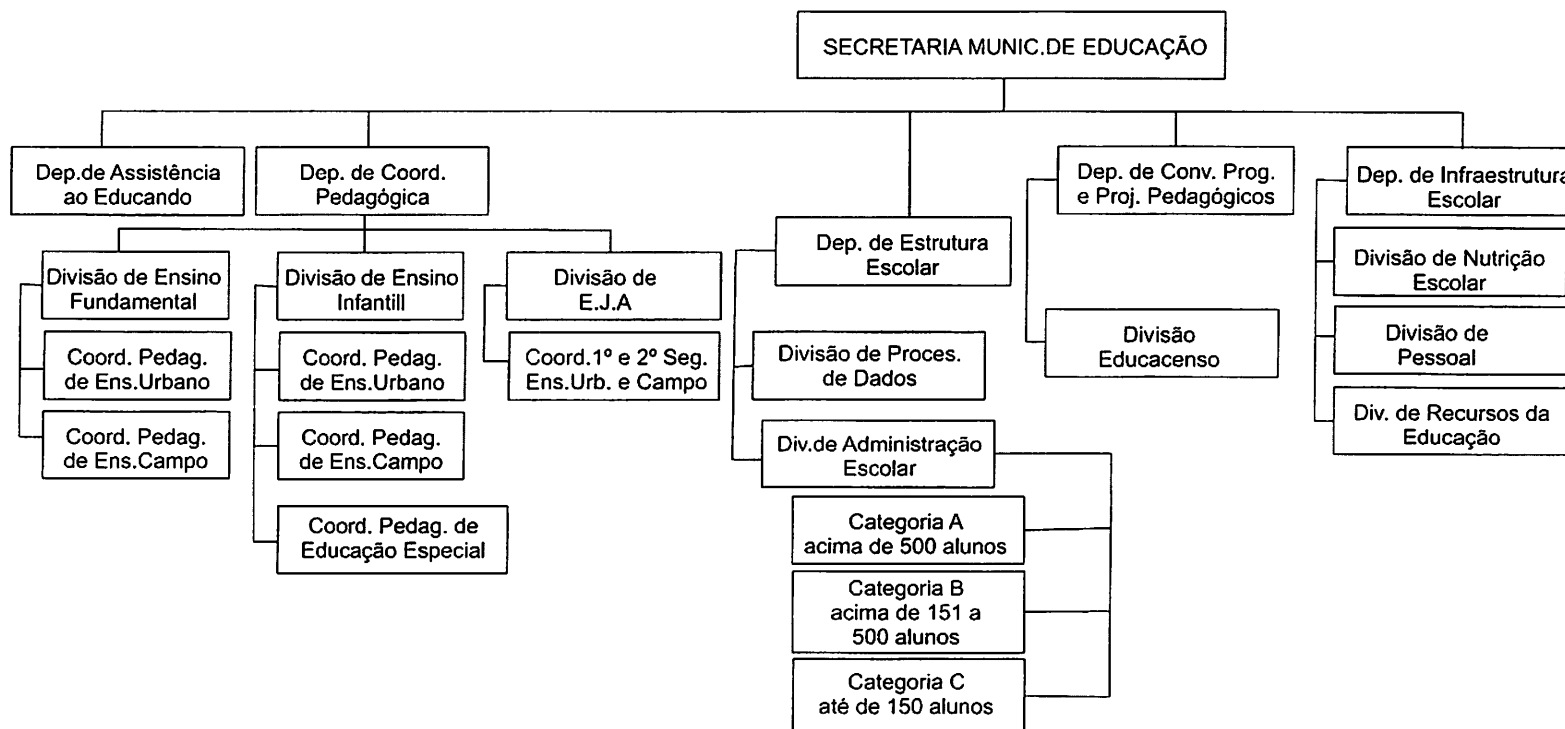 SECRETARIA MUNIC.DE EDUCAÇÃO
Dep.de Assistência
ao Educando
Dep. de Coord.
Pedagógica
Dep. de Estrutura
Escolar
Dep. de Conv. Prog.
e Proj. Pedagógicos
Dep. de Infraestrutura
Escolar
Divisão de Ensino
Fundamental
Coord. Pedag.
de Ens.Urbano
Coord. Pedag.
de Ens.Campo
Divisão de Ensino
Infantill
Coord. Pedag.
de Ens.Urbano
Coord. Pedag.
de Ens.Campo
Coord. Pedag. de
Educação Especial
Divisão de
E.J.A
Coord.1º e 2º Seg.
Ens.Urb. e Campo
Divisão de Proces.
de Dados
Div.de Administração
Escolar
Categoria A
acima de 500 alunos
Categoria B
acima de 151 a
500 alunos
Categoria C
até de 150 alunos
Divisão
Educacenso
Divisão de Nutrição
Escolar
Divisão de
Pessoal
Div. de Recursos da
Educação